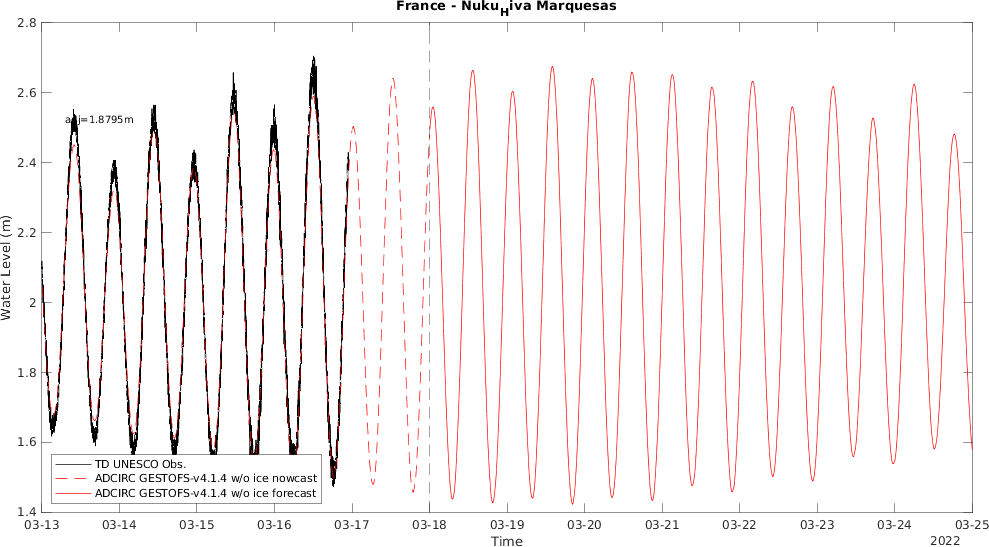 France - Nuku_Hiva Marquesas
2.8
2.6
2.4
2.2
2
1.8
1.6
1.4
Water Level (m)
adj=1.8795m
TD UNESCO Obs.
ADCIRC GESTOFS-v4.1.4 w/o ice nowcast
ADCIRC GESTOFS-v4.1.4 w/o ice forecast
03-13 03-14 03-15 03-16 03-17 03-18 03-19 03-20 03-21 03-22 03-23 03-24 03-25
Time
2022